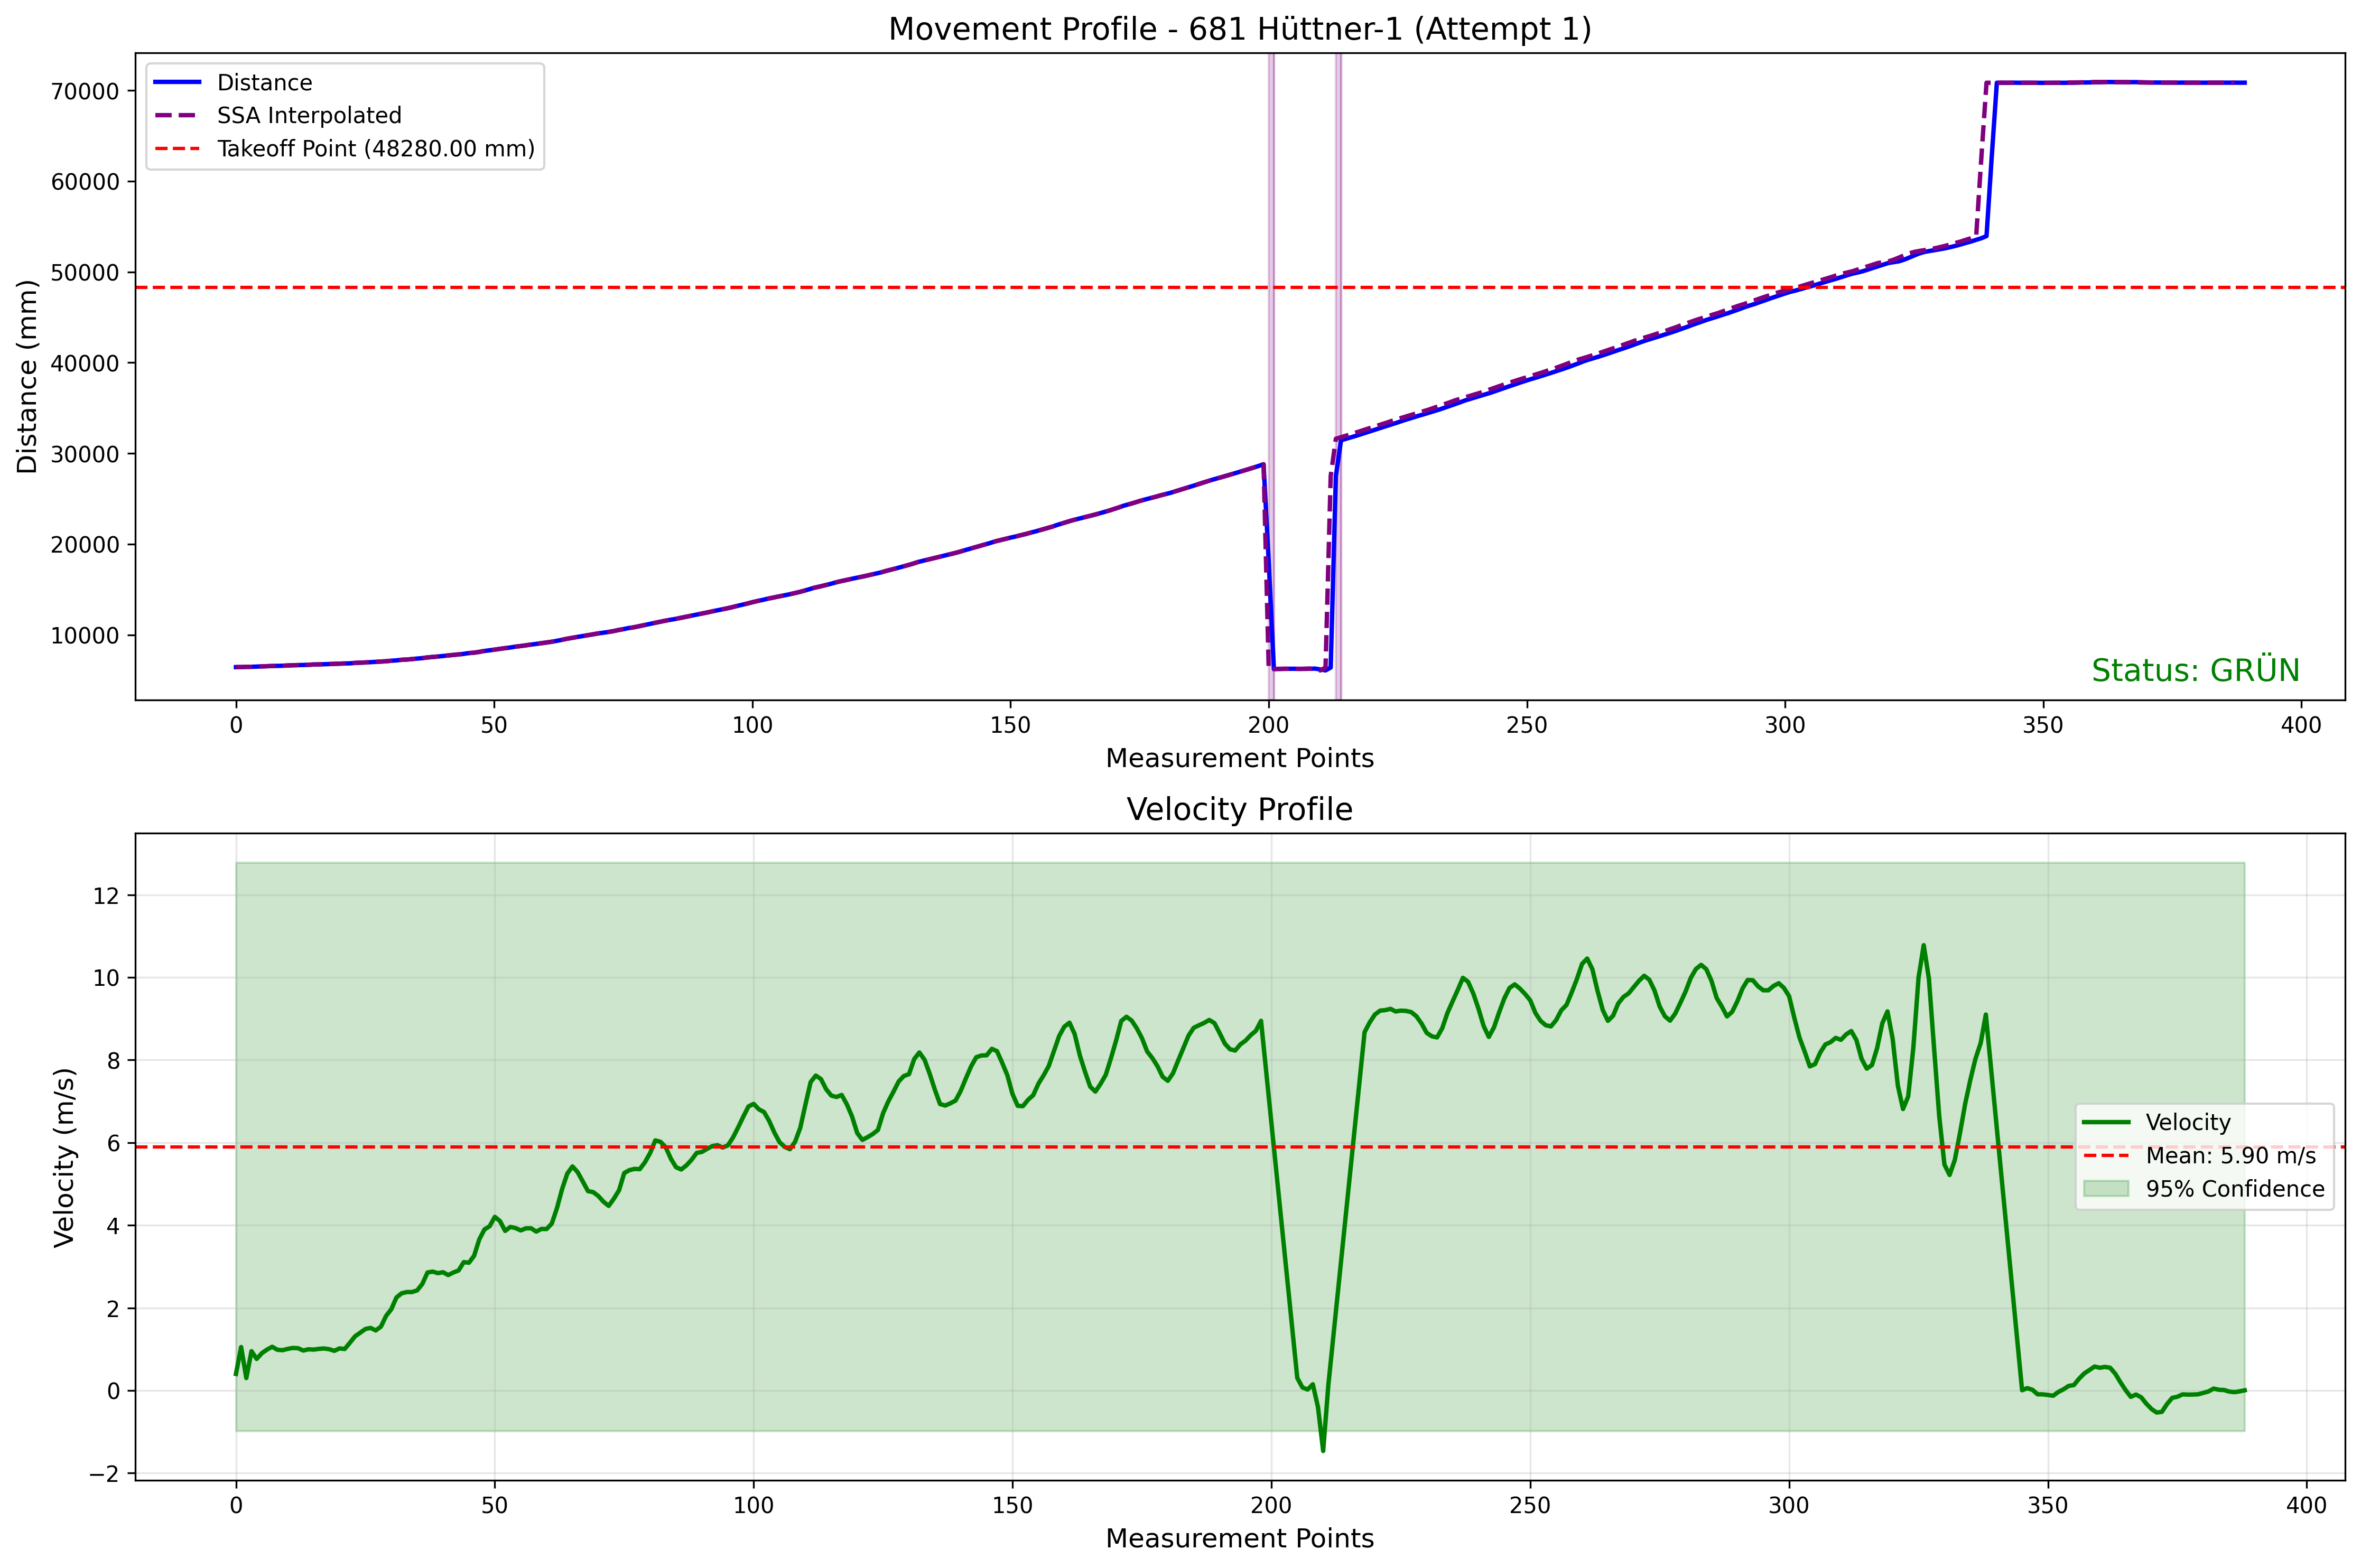 Movement Profile - 681 Hüttner-1 (Attempt 1)
Distance
SSA Interpolated
Takeoff Point (48280.00 mm)
Distance (mm)
70000
60000
50000
40000
30000
20000
10000
Status: GRÜN
0 50 100 150 200 250 300 350 400
Measurement Points
Velocity Profile
Velocity (m/s)
12
10
8
6
4
2
0
−2
Velocity
Mean: 5.90 m/s
95% Confidence
0 50 100 150 200 250 300 350 400
Measurement Points